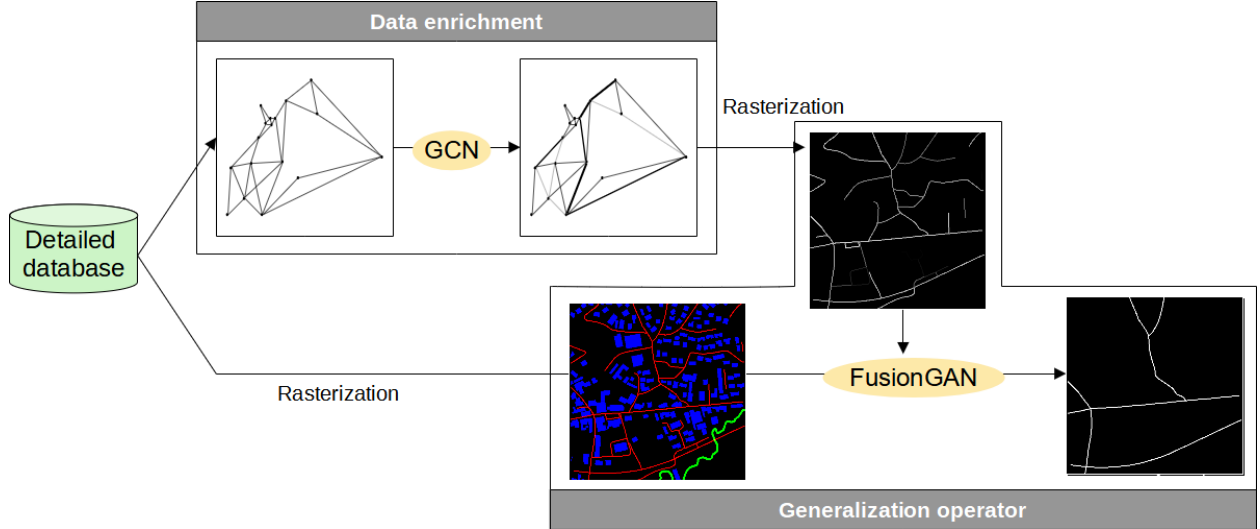 Data enrichment
GCN
Rasterization
Detailed
database
Rasterization
FusionGAN
Generalization operator